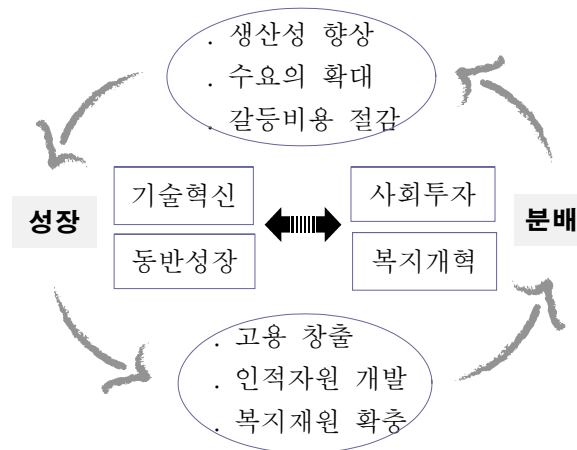 . 생산성 향상
. 수요의 확대
. 갈등비용 절감
성장
기술혁신
동반성장
사회투자
복지개혁
분배
. 고용 창출
. 인적자원 개발
. 복지재원 확충